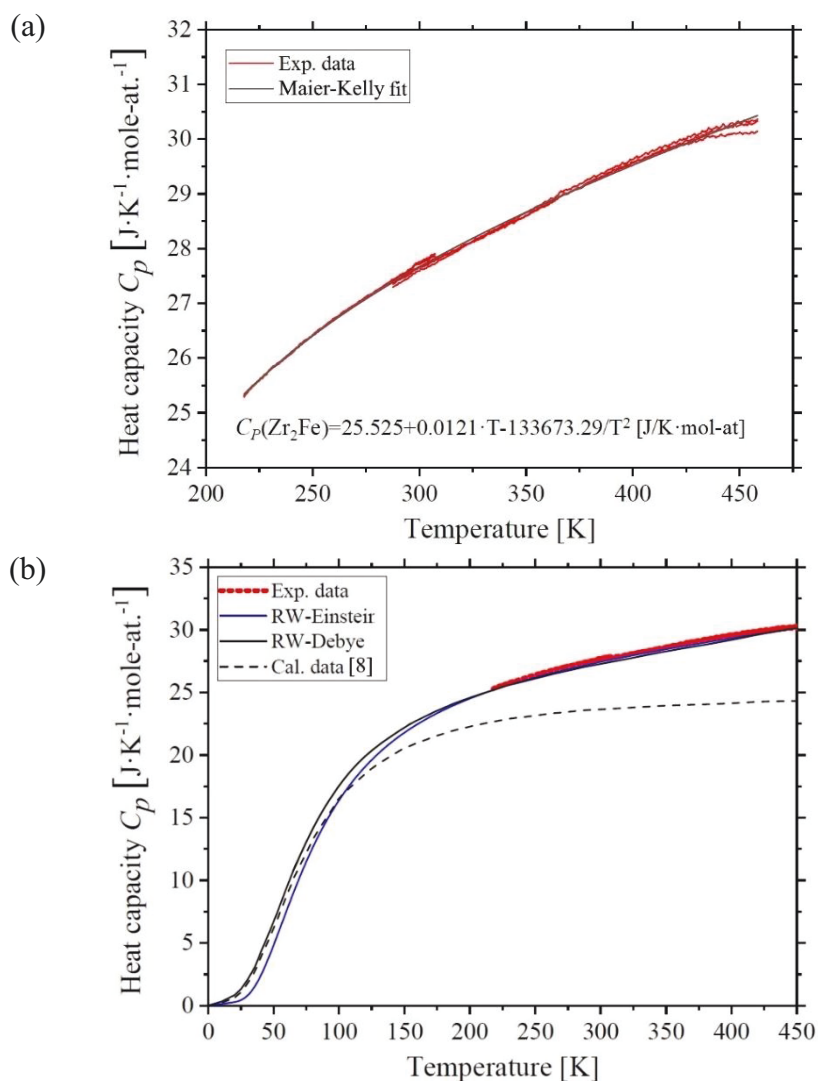 (a)
32
31
30
29
28
27
26
25
24
Heat capacity Cp [J·K⁻¹·mole-at.⁻¹]
Exp. data
Maier-Kelly fit
CP(Zr₂Fe)=25.525+0.0121·T-133673.29/T² [J/K·mol-at]
200 250 300 350 400 450
Temperature [K]
(b)
35
30
25
20
15
10
5
0
Heat capacity Cp [J·K⁻¹·mole-at.⁻¹]
Exp. data
RW-Einstein
RW-Debye
Cal. data [8]
0 50 100 150 200 250 300 350 400 450
Temperature [K]